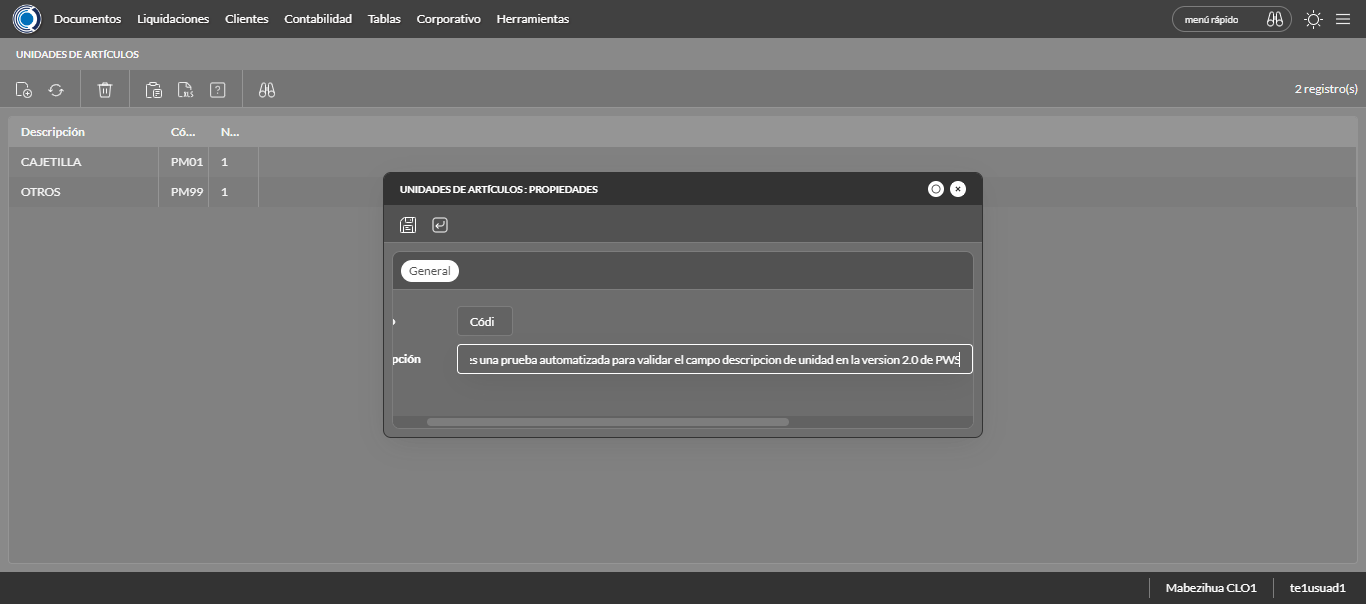 Documentos Liquidaciones Clientes Contabilidad Tablas Corporativo Herramientas menú rápido
UNIDADES DE ARTÍCULOS
XLS ? 2 registro(s)
Descripción Có... N...
CAJETILLA PM01 1
OTROS PM99 1
UNIDADES DE ARTÍCULOS : PROPIEDADES
General
Códi
pción s una prueba automatizada para validar el campo descripcion de unidad en la version 2.0 de PWS
Mabezihua CLO1 te1usuad1